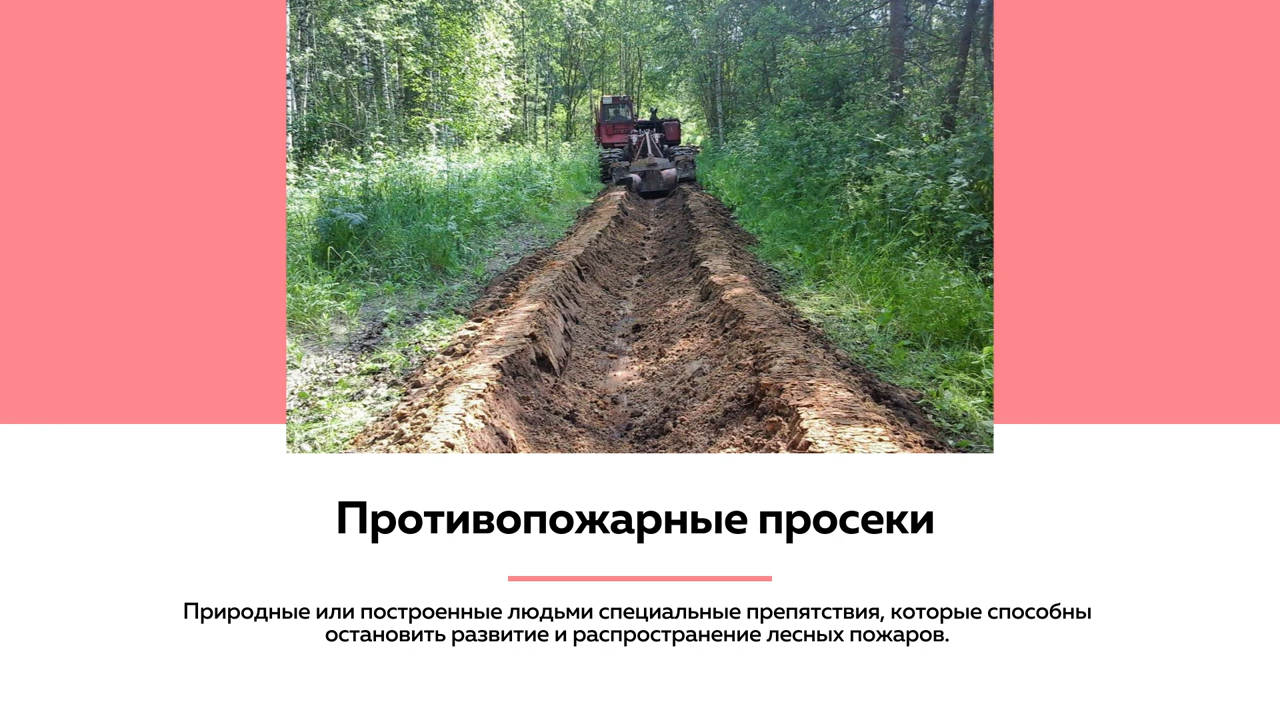 Противопожарные просеки
Природные или построенные людьми специальные препятствия, которые способны
остановить развитие и распространение лесных пожаров.